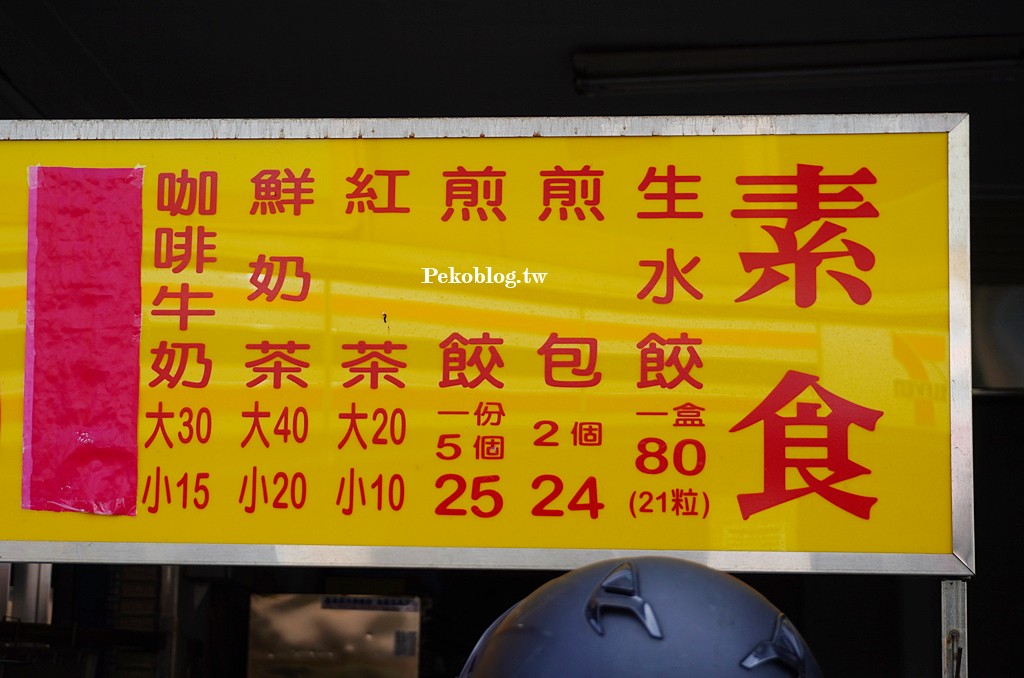 素食
生水餃
一盒
80
(21粒)
煎包
2個
24
煎餃
一份
5個
25
紅茶
大20
小10
鮮奶茶
大40
小20
咖啡牛奶
大30
小15
Pekoblog.tw